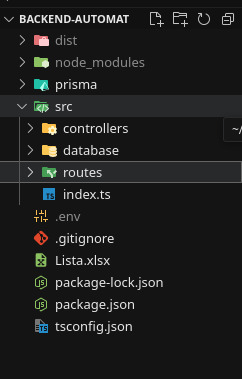 BACKEND-AUTOMAT
dist
node_modules
prisma
src
controllers
database
routes
~/
index.ts
.env
.gitignore
Lista.xlsx
package-lock.json
package.json
tsconfig.json